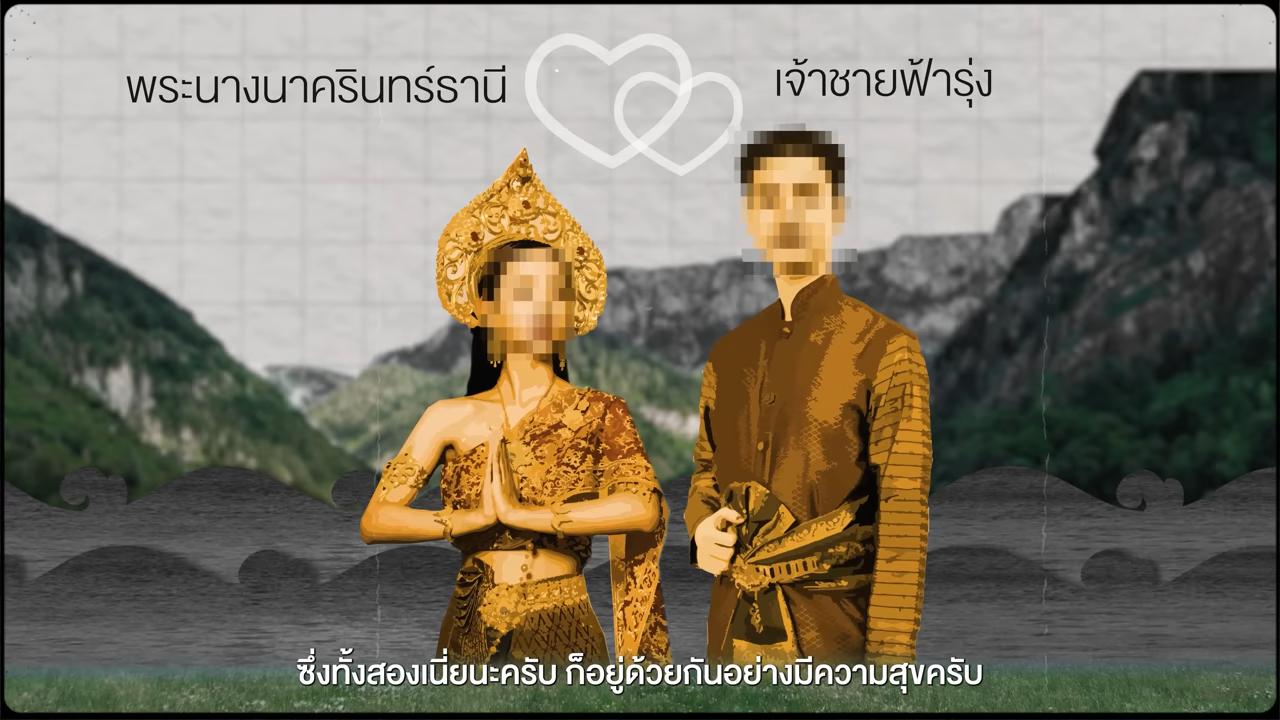 พระนางนาครินทร์ธานี
เจ้าชายฟ้ารุ่ง
ซึ่งทั้งสองเนี่ยนะครับ ก็อยู่ด้วยกันอย่างมีความสุขครับ